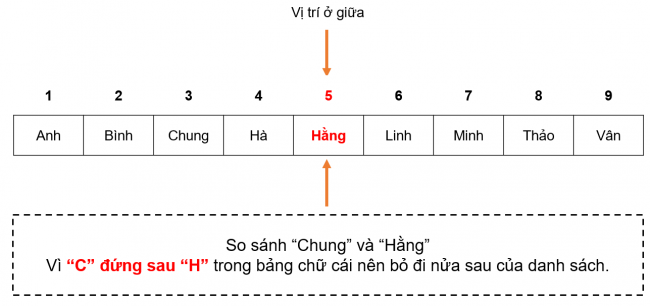 Vị trí ở giữa
1 2 3 4 5 6 7 8 9
Anh Bình Chung Hà Hằng Linh Minh Thảo Vân
So sánh “Chung” và “Hằng”
Vì “C” đứng sau “H” trong bảng chữ cái nên bỏ đi nửa sau của danh sách.